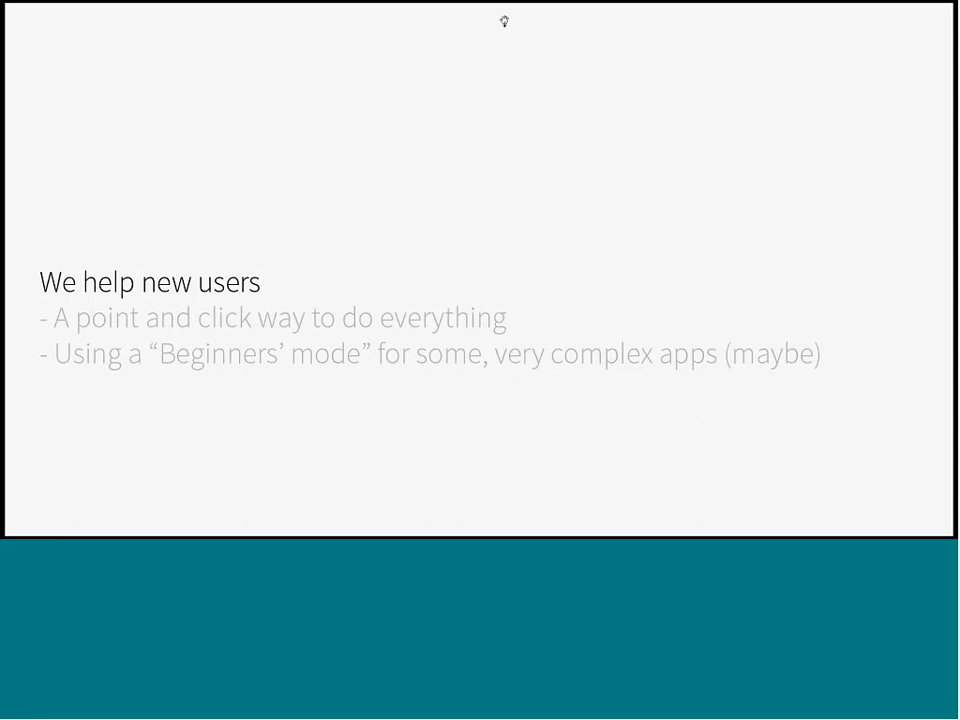 We help new users
- A point and click way to do everything
- Using a “Beginners’ mode” for some, very complex apps (maybe)